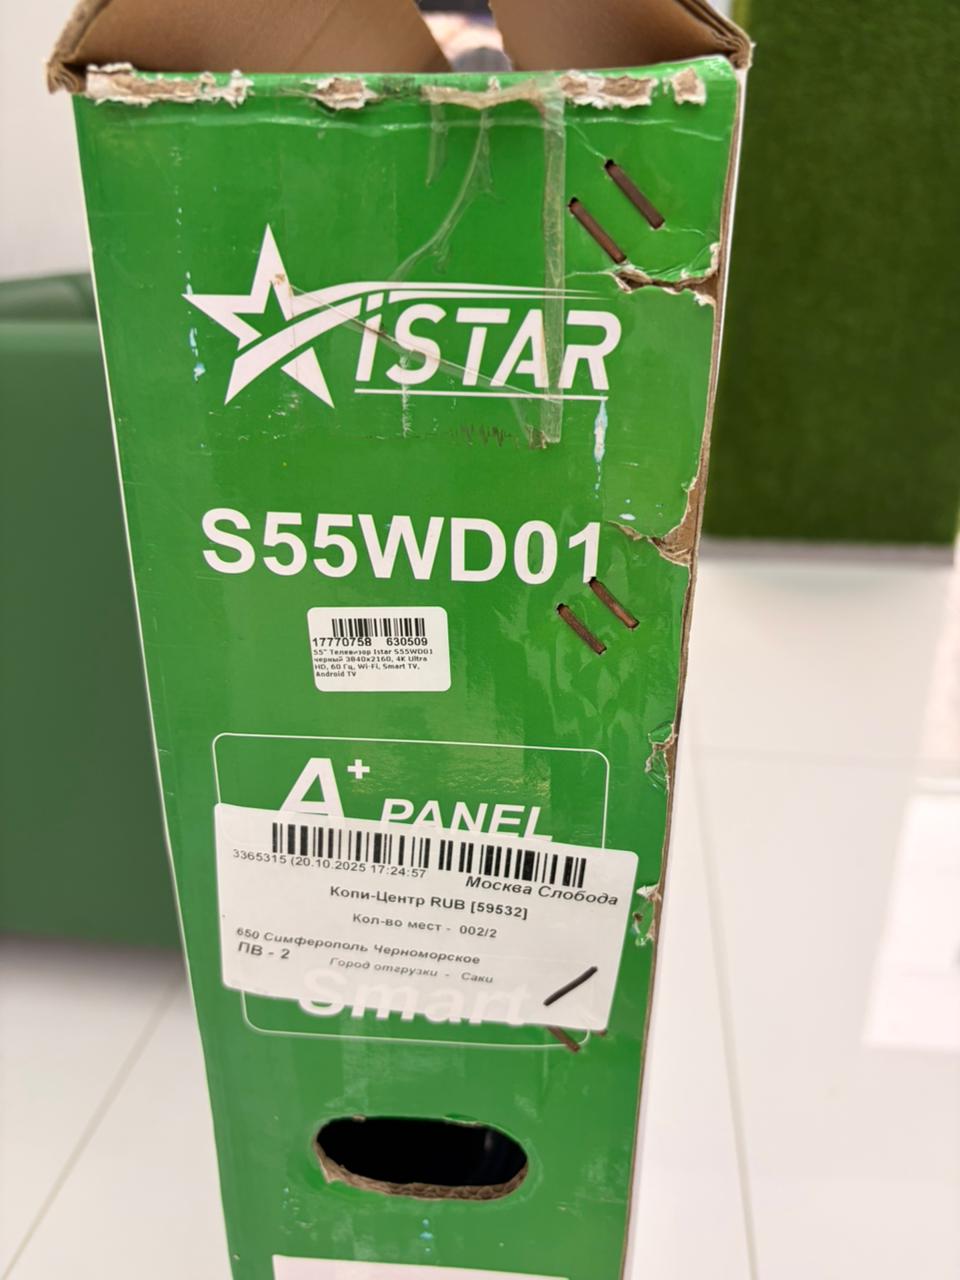 ISTAR
S55WD01
17770758 630509
55" Телевизор Istar S55WD01
черный 3840x2160, 4K Ultra
HD, 60 Гц, Wi-Fi, Smart TV,
Android TV
A+ PANEL
3365315 (20.10.2025 17:24:57
Москва Слобода
Копи-Центр RUB [59532]
Кол-во мест - 002/2
650 Симферополь Черноморское
ПВ - 2
Город отгрузки - Саки
Smart